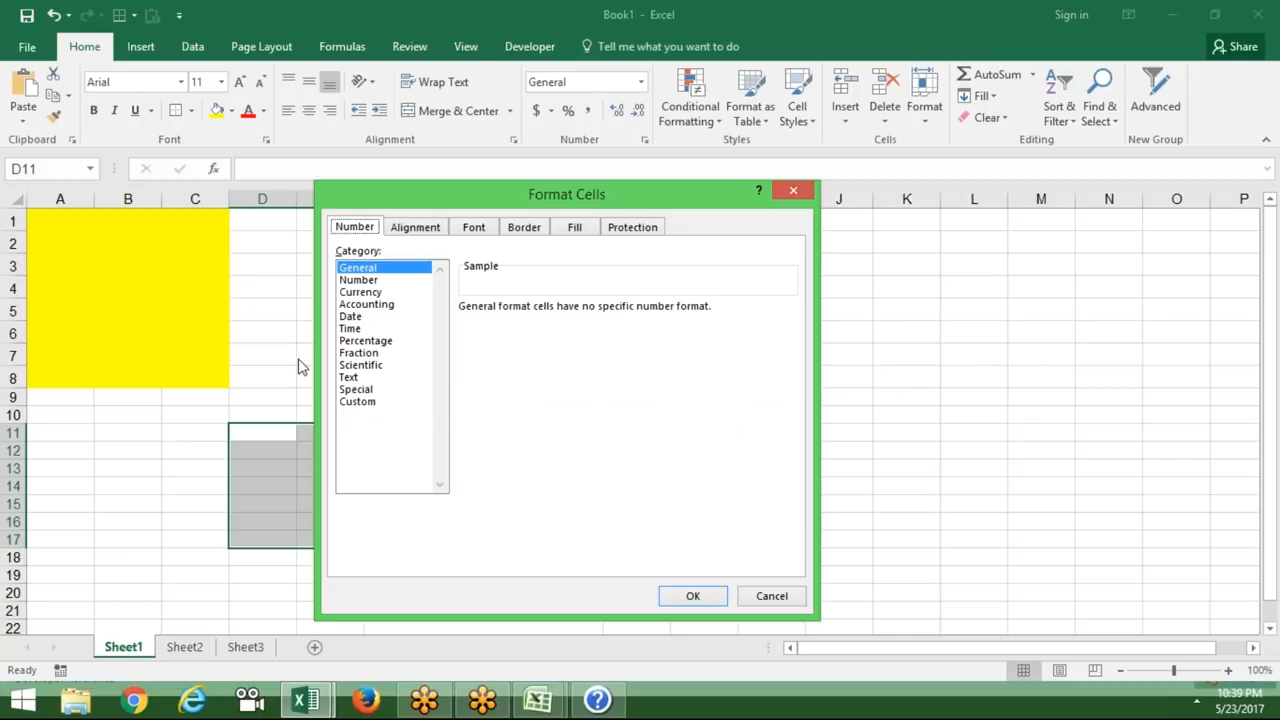 Book1 - Excel
Sign in
File Home Insert Data Page Layout Formulas Review View Developer Tell me what you want to do Share
Paste
Arial 11
B I U A
Wrap Text
Merge & Center
General
$ % ,
Conditional Formatting
Format as Table
Cell Styles
Insert
Delete
Format
AutoSum
Fill
Clear
Sort & Filter
Find & Select
Advanced
Clipboard Font Alignment Number Styles Cells Editing New Group
D11 fx
A B C D J K L M N O P
1
2
3
4
5
6
7
8
9
10
11
12
13
14
15
16
17
18
19
20
21
22
Format Cells
?
Number Alignment Font Border Fill Protection
Category:
General
Number
Currency
Accounting
Date
Time
Percentage
Fraction
Scientific
Text
Special
Custom
Sample
General format cells have no specific number format.
OK Cancel
Sheet1 Sheet2 Sheet3
Ready
100%
10:39 PM
5/23/2017